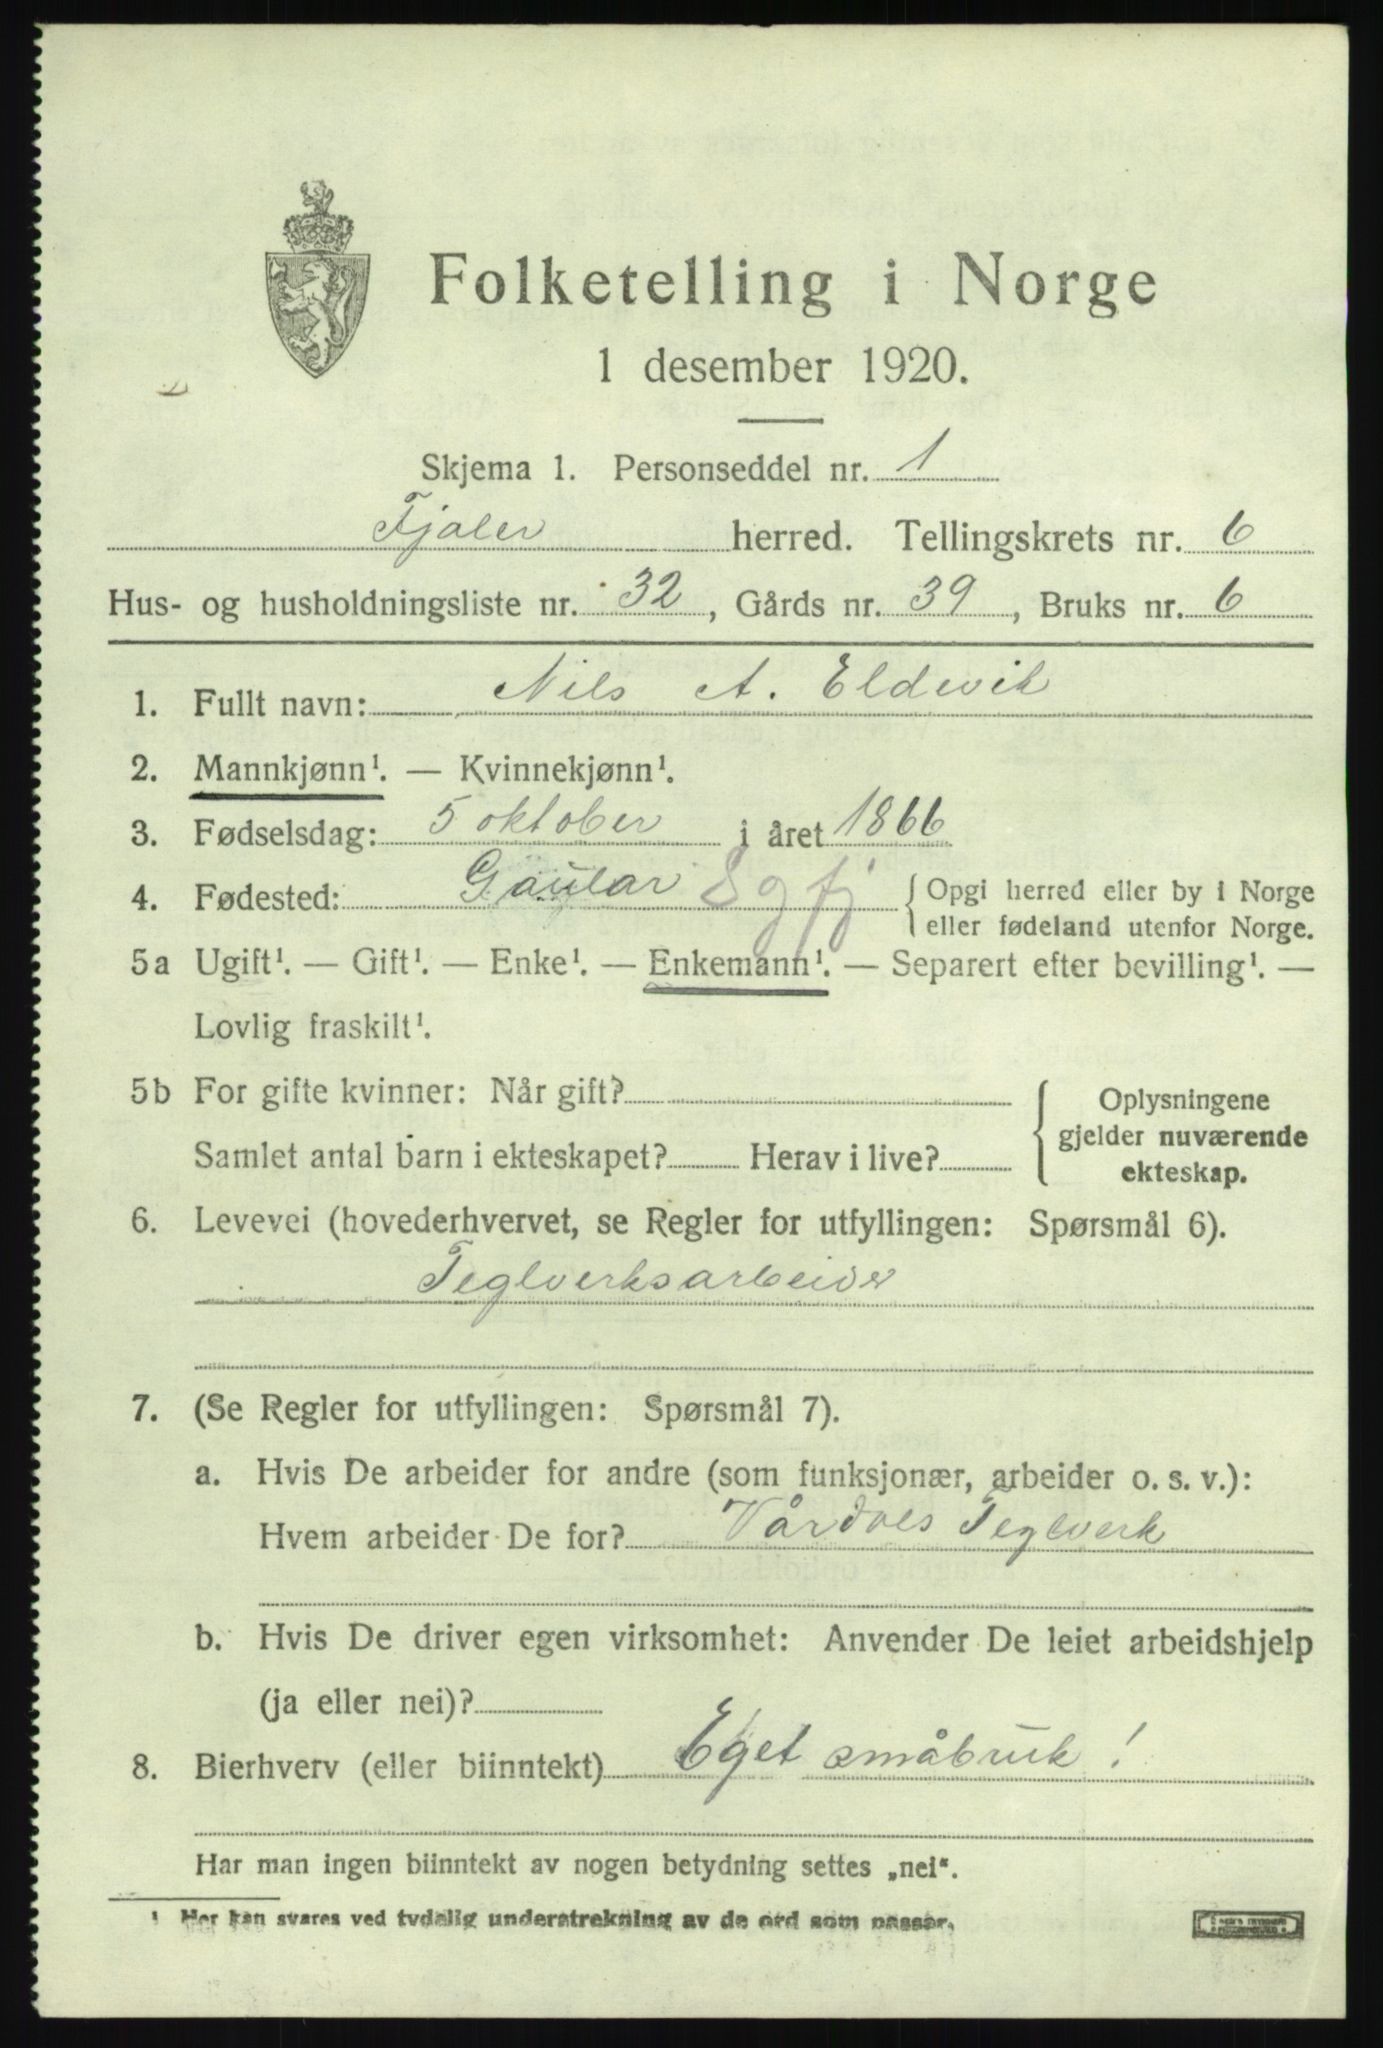 Folketelling i Norge
1 desember 1920.
Skjema 1. Personseddel nr. 1
Fjaler herred. Tellingskrets nr. 6
Hus- og husholdningsliste nr. 32, Gårds nr. 39, Bruks nr. 6
1. Fullt navn: Nils A. Eldevik
2. Mannkjønn¹. — Kvinnekjønn¹.
3. Fødselsdag: 5 oktober i året 1866
4. Fødested: Gaular Sgfj { Opgi herred eller by i Norge
eller fødeland utenfor Norge.
5a Ugift¹. — Gift¹. — Enke¹. — Enkemann¹. — Separert efter bevilling¹. —
Lovlig fraskilt¹.
5b For gifte kvinner: Når gift?
Samlet antal barn i ekteskapet? Herav i live?
{ Oplysningene
gjelder nuværende
ekteskap.
6. Levevei (hovederhvervet, se Regler for utfyllingen: Spørsmål 6).
Teglverksarbeider
7. (Se Regler for utfyllingen: Spørsmål 7).
a. Hvis De arbeider for andre (som funksjonær, arbeider o. s. v.):
Hvem arbeider De for? Teglverk
b. Hvis De driver egen virksomhet: Anvender De leiet arbeidshjelp
(ja eller nei)?
8. Bierhverv (eller biinntekt) Eget småbruk !
Har man ingen biinntekt av nogen betydning settes „nei“.
¹ Her kan svares ved tydelig understrekning av de ord som passer.